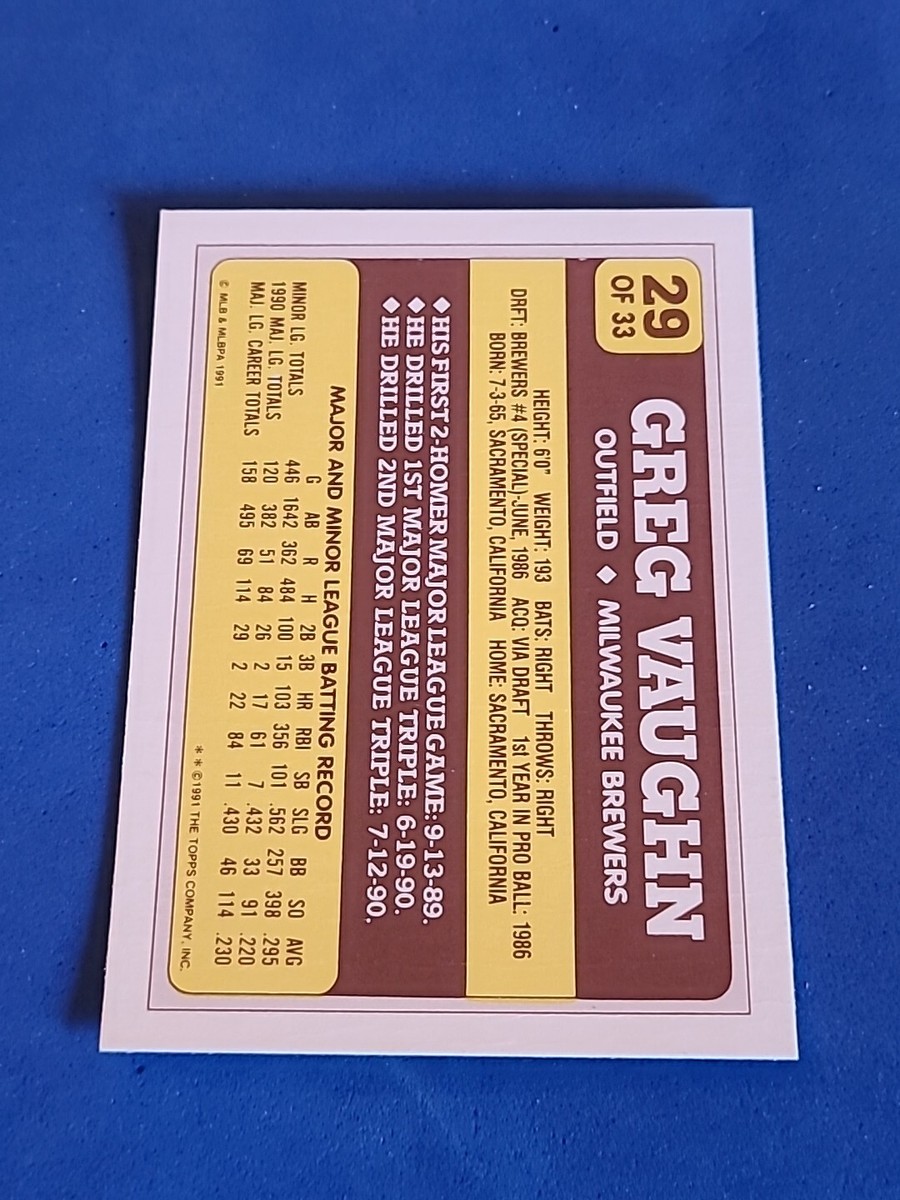 29
OF 33
GREG VAUGHN
OUTFIELD ◆ MILWAUKEE BREWERS
HEIGHT: 6'0" WEIGHT: 193 BATS: RIGHT THROWS: RIGHT
DRFT: BREWERS #4 (SPECIAL)-JUNE, 1986 ACQ: VIA DRAFT 1st YEAR IN PRO BALL: 1986
BORN: 7-3-65, SACRAMENTO, CALIFORNIA HOME: SACRAMENTO, CALIFORNIA
◆ HIS FIRST 2-HOMER MAJOR LEAGUE GAME: 9-13-89.
◆ HE DRILLED 1ST MAJOR LEAGUE TRIPLE: 6-19-90.
◆ HE DRILLED 2ND MAJOR LEAGUE TRIPLE: 7-12-90.
MAJOR AND MINOR LEAGUE BATTING RECORD
G AB R H 2B 3B HR RBI SB SLG BB SO AVG
MINOR LG. TOTALS 446 1642 362 484 100 15 103 356 101 .562 257 398 .295
1990 MAJ. LG. TOTALS 120 382 51 84 26 2 17 61 7 .432 33 91 .220
MAJ. LG. CAREER TOTALS 158 495 69 114 29 2 22 84 11 .430 46 114 .230
© MLB & MLBPA 1991
* * © 1991 THE TOPPS COMPANY, INC.